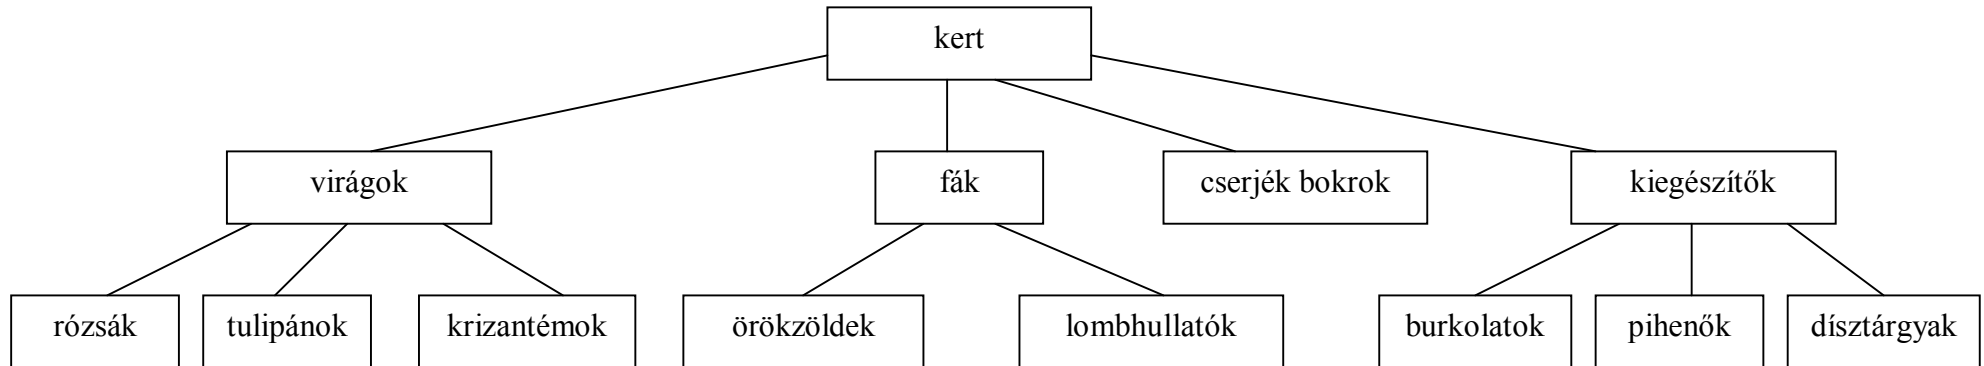 kert
virágok
fák
cserjék bokrok
kiegészítők
rózsák
tulipánok
krizantémok
örökzöldek
lombhullatók
burkolatok
pihenők
dísztárgyak